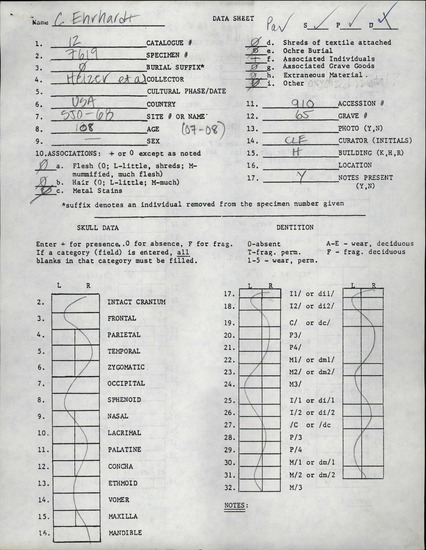 Name C. Ehrhardt DATA SHEET Pav S ✓ P ✓ D X
1. 12 CATALOGUE #
2. 7619 SPECIMEN #
3. 0 BURIAL SUFFIX*
4. Heizer et al COLLECTOR
5. CULTURAL PHASE/DATE
6. USA COUNTRY
7. SJO-68 SITE # OR NAME
8. 108 AGE (07-08)
9. — SEX
10. ASSOCIATIONS: + or 0 except as noted
0 a. Flesh (0; L-little, shreds; M-
mummified, much flesh)
0 b. Hair (0; L-little; M-much)
0 c. Metal Stains
0 d. Shreds of textile attached
0 e. Ochre Burial
+ f. Associated Individuals
0 g. Associated Grave Goods
0 h. Extraneous Material
0 i. Other
11. 910 ACCESSION #
12. 65 GRAVE #
13. PHOTO (Y,N)
14. CLE CURATOR (INITIALS)
15. H BUILDING (K,H,R)
16. LOCATION
17. Y NOTES PRESENT
(Y,N)
*suffix denotes an individual removed from the specimen number given
SKULL DATA
Enter + for presence, 0 for absence, F for frag.
If a category (field) is entered, all
blanks in that category must be filled.
L R
2. INTACT CRANIUM
3. FRONTAL
4. PARIETAL
5. TEMPORAL
6. ZYGOMATIC
7. OCCIPITAL
8. SPHENOID
9. NASAL
10. LACRIMAL
11. PALATINE
12. CONCHA
13. ETHMOID
14. VOMER
15. MAXILLA
16. MANDIBLE
DENTITION
0-absent A-E - wear, deciduous
T-frag. perm. F - frag. deciduous
1-5 - wear, perm.
L R L R
17. I1/ or di1/
18. I2/ or di2/
19. C/ or dc/
20. P3/
21. P4/
22. M1/ or dm1/
23. M2/ or dm2/
24. M3/
25. I/1 or di/1
26. I/2 or di/2
27. /C or /dc
28. P/3
29. P/4
30. M/1 or dm/1
31. M/2 or dm/2
32. M/3
NOTES: